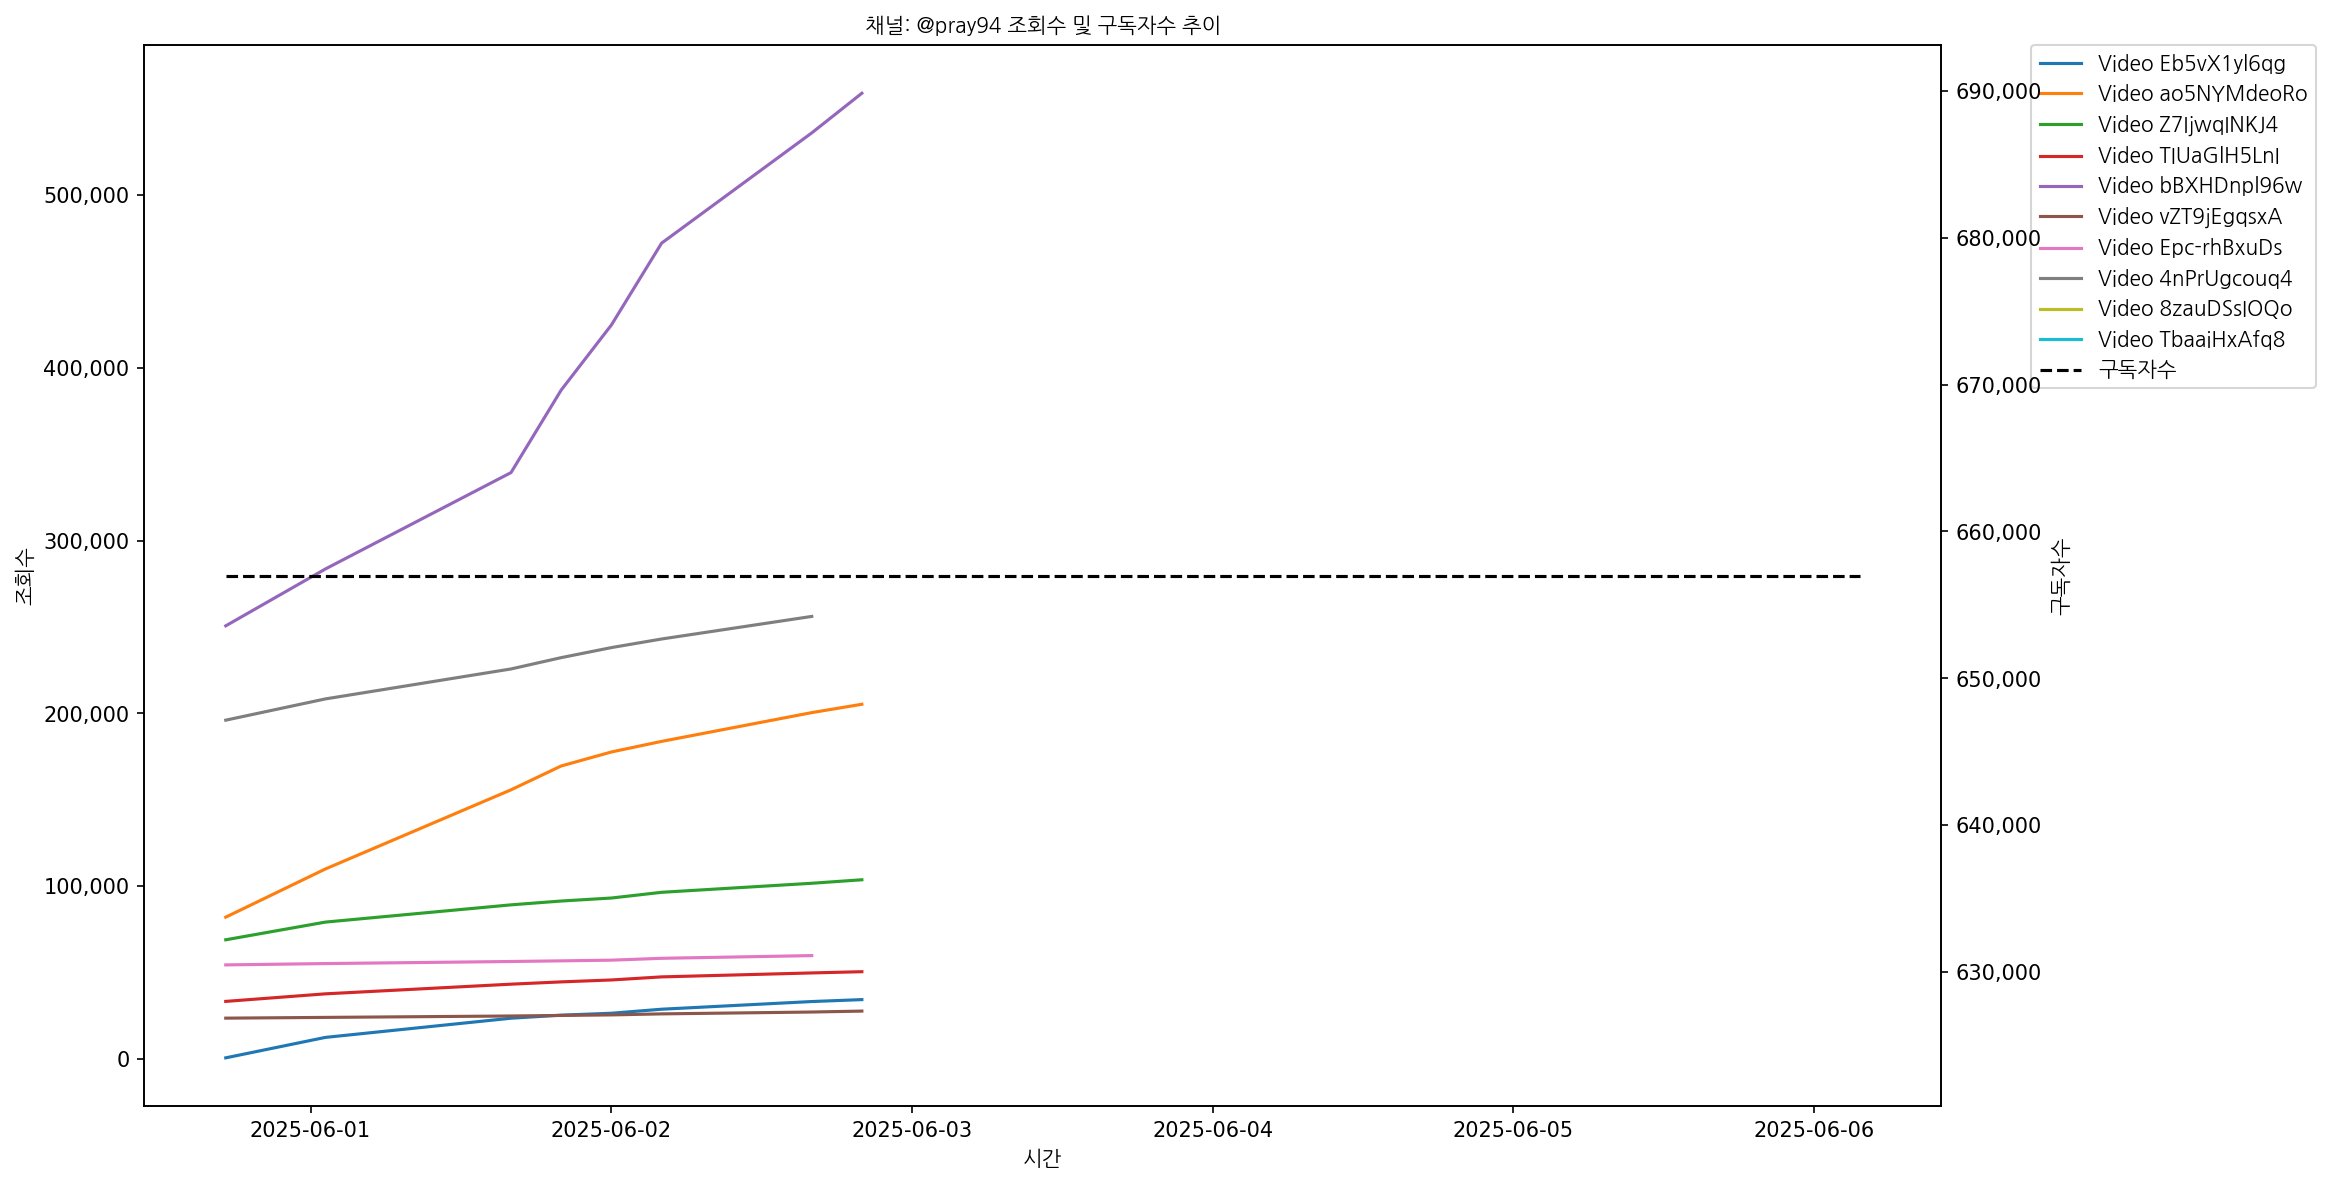 채널: @pray94 조회수 및 구독자수 추이
조회수
500,000
400,000
300,000
200,000
100,000
0
2025-06-01
2025-06-02
2025-06-03
2025-06-04
2025-06-05
2025-06-06
시간
690,000
680,000
670,000
660,000
650,000
640,000
630,000
구독자수
Video Eb5vX1yl6qg
Video ao5NYMdeoRo
Video Z7IjwqINKJ4
Video TIUaGlH5LnI
Video bBXHDnpl96w
Video vZT9jEgqsxA
Video Epc-rhBxuDs
Video 4nPrUgcouq4
Video 8zauDSsIOQo
Video TbaaiHxAfq8
구독자수